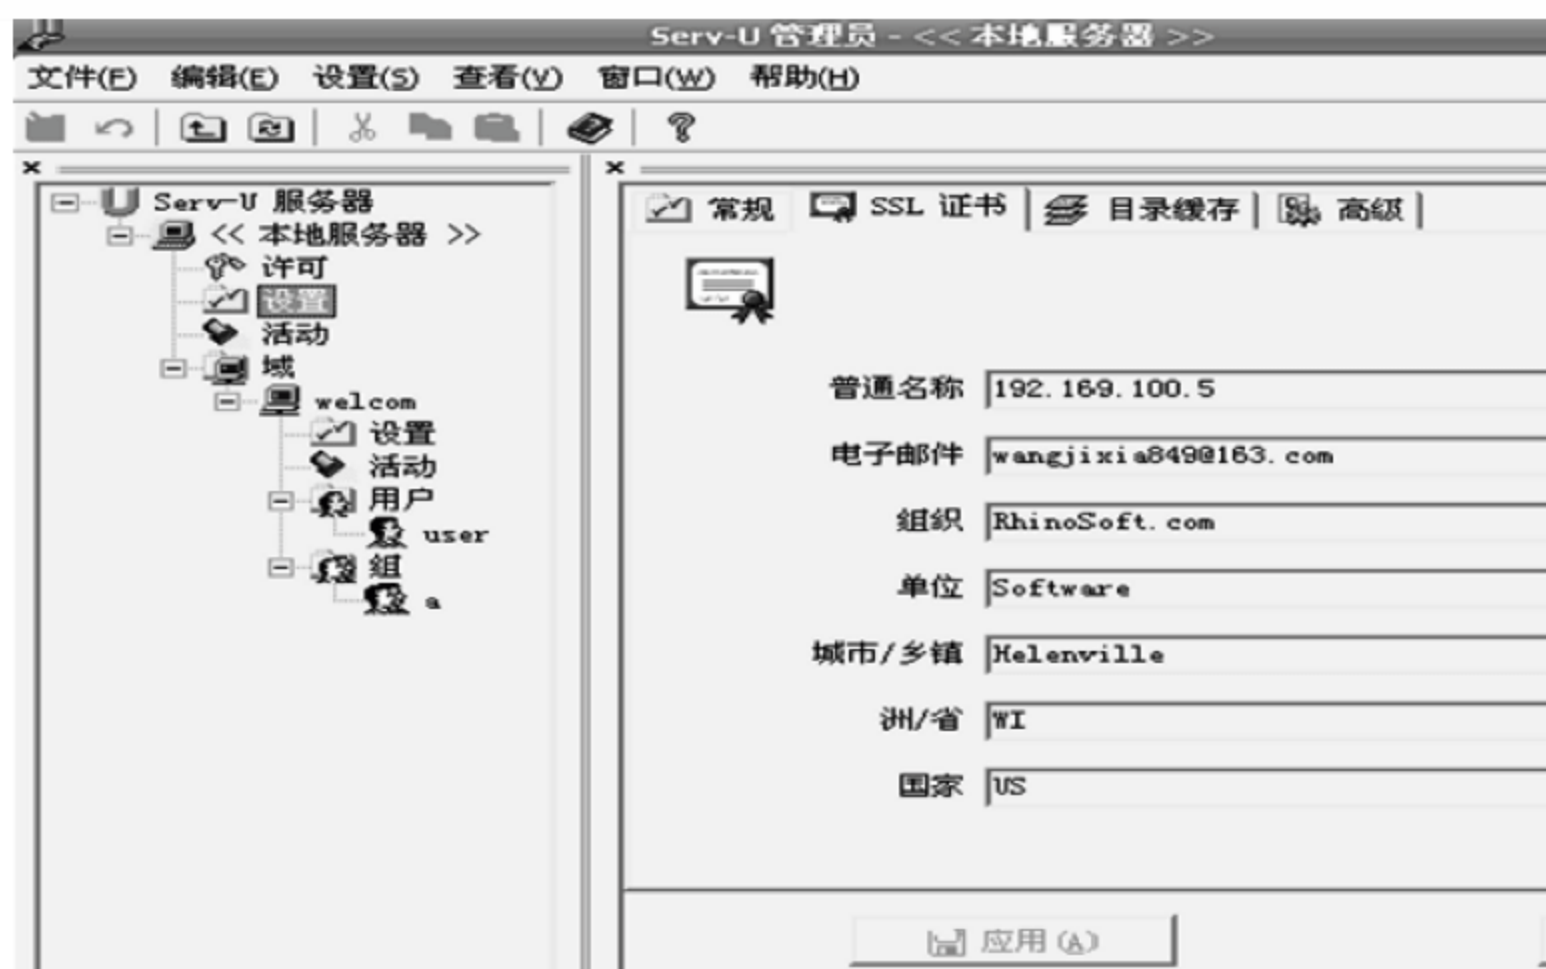 Serv-U 管理员 - << 本地服务器 >>
文件(F) 编辑(E) 设置(S) 查看(V) 窗口(W) 帮助(H)
Serv-U 服务器
<< 本地服务器 >>
许可
设置
活动
域
welcom
设置
活动
用户
user
组
a
常规 SSL 证书 目录缓存 高级
普通名称 192.169.100.5
电子邮件 wangjixia849@163.com
组织 RhinoSoft.com
单位 Software
城市/乡镇 Helenville
洲/省 WI
国家 US
应用(A)